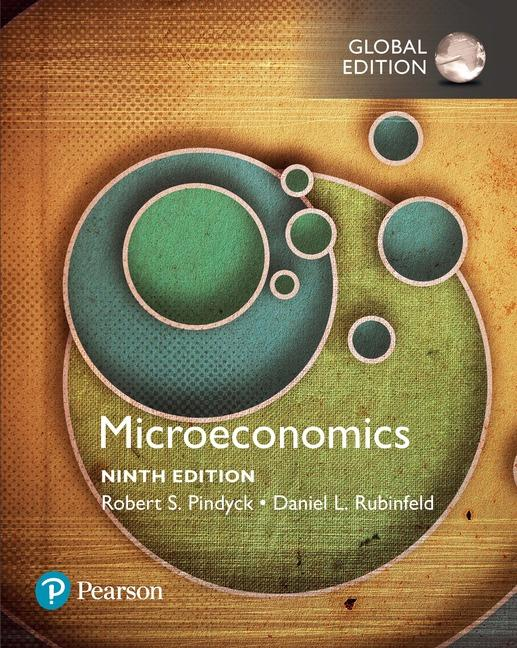 GLOBAL
EDITION
Microeconomics
NINTH EDITION
Robert S. Pindyck • Daniel L. Rubinfeld
P Pearson